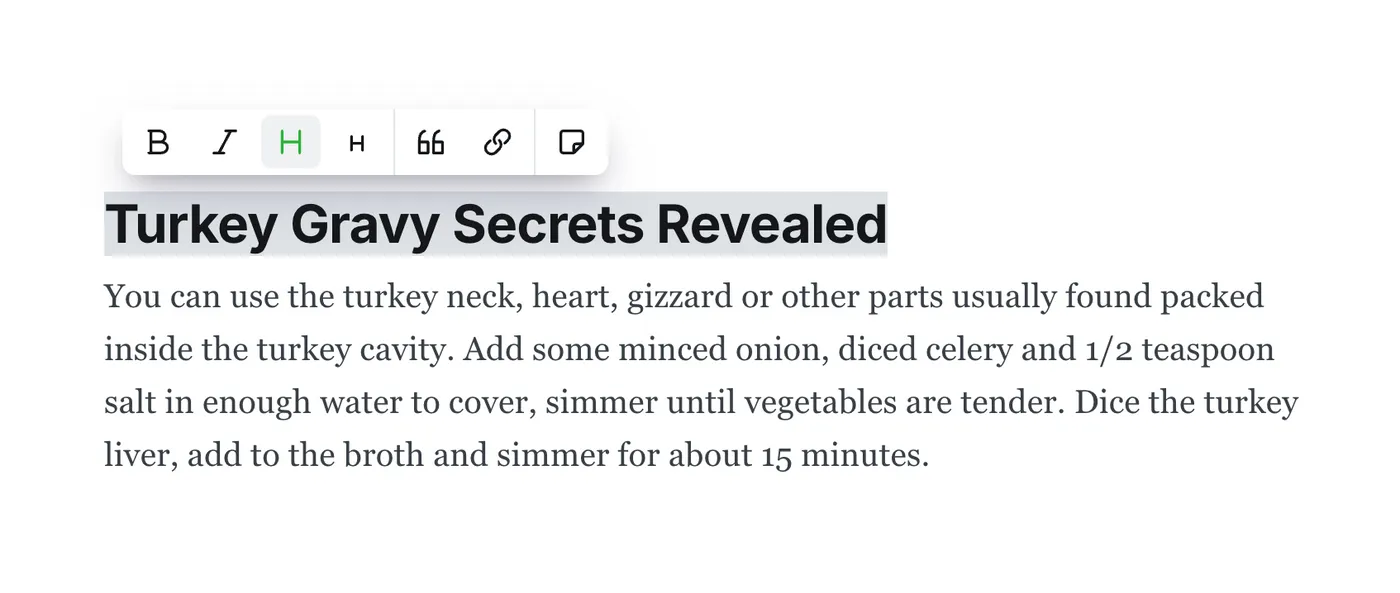 B I H H
Turkey Gravy Secrets Revealed
You can use the turkey neck, heart, gizzard or other parts usually found packed
inside the turkey cavity. Add some minced onion, diced celery and 1/2 teaspoon
salt in enough water to cover, simmer until vegetables are tender. Dice the turkey
liver, add to the broth and simmer for about 15 minutes.